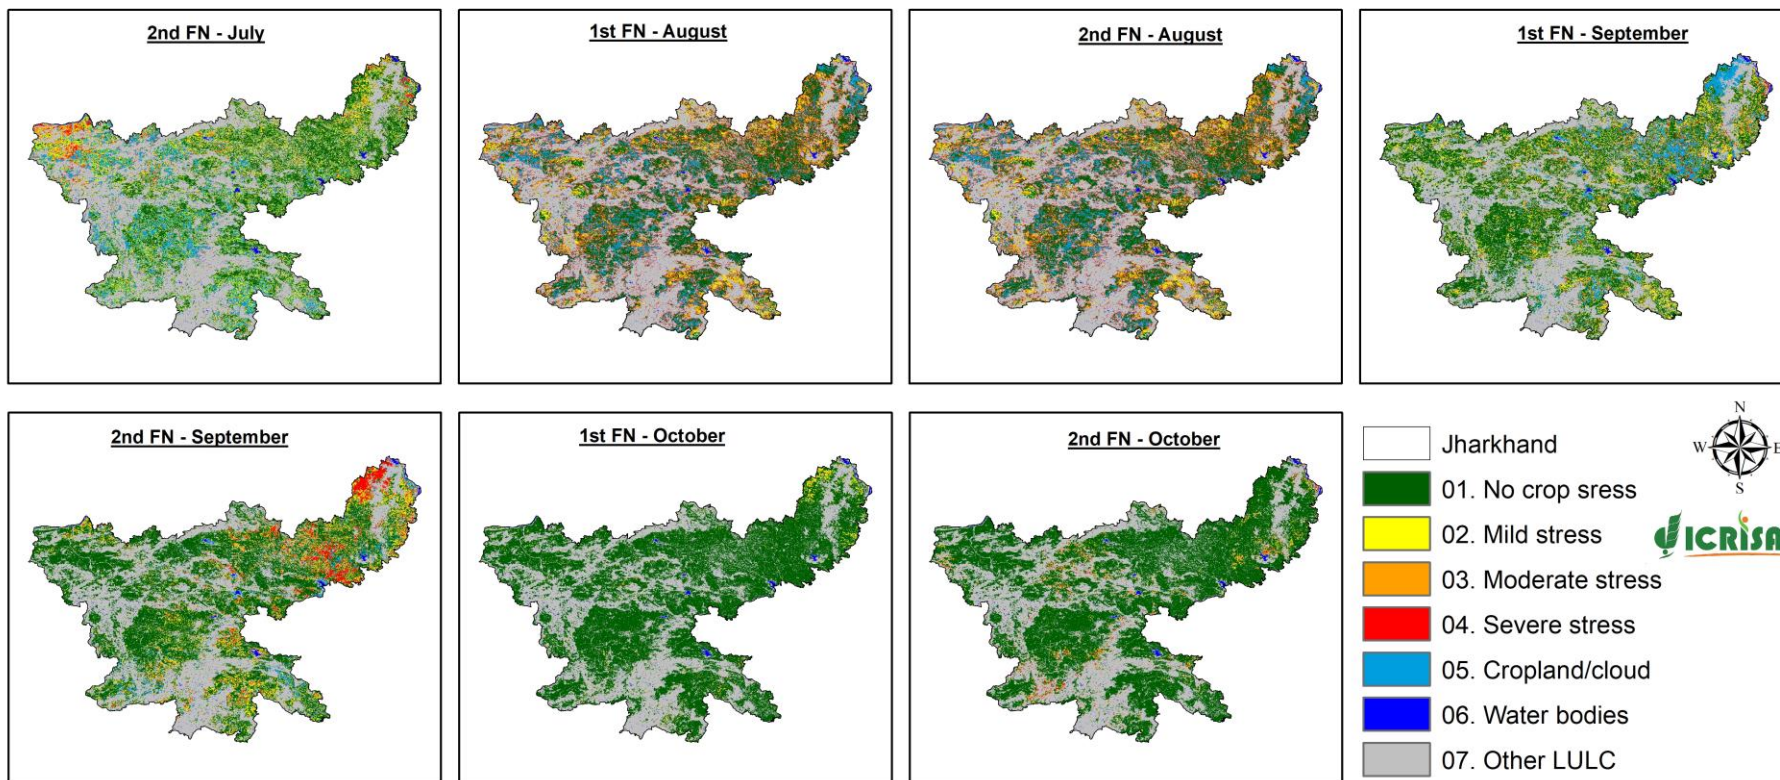 2nd FN - July
1st FN - August
2nd FN - August
1st FN - September
2nd FN - September
1st FN - October
2nd FN - October
N
W E
S
Jharkhand
01. No crop sress
02. Mild stress
03. Moderate stress
04. Severe stress
05. Cropland/cloud
06. Water bodies
07. Other LULC
ICRISA